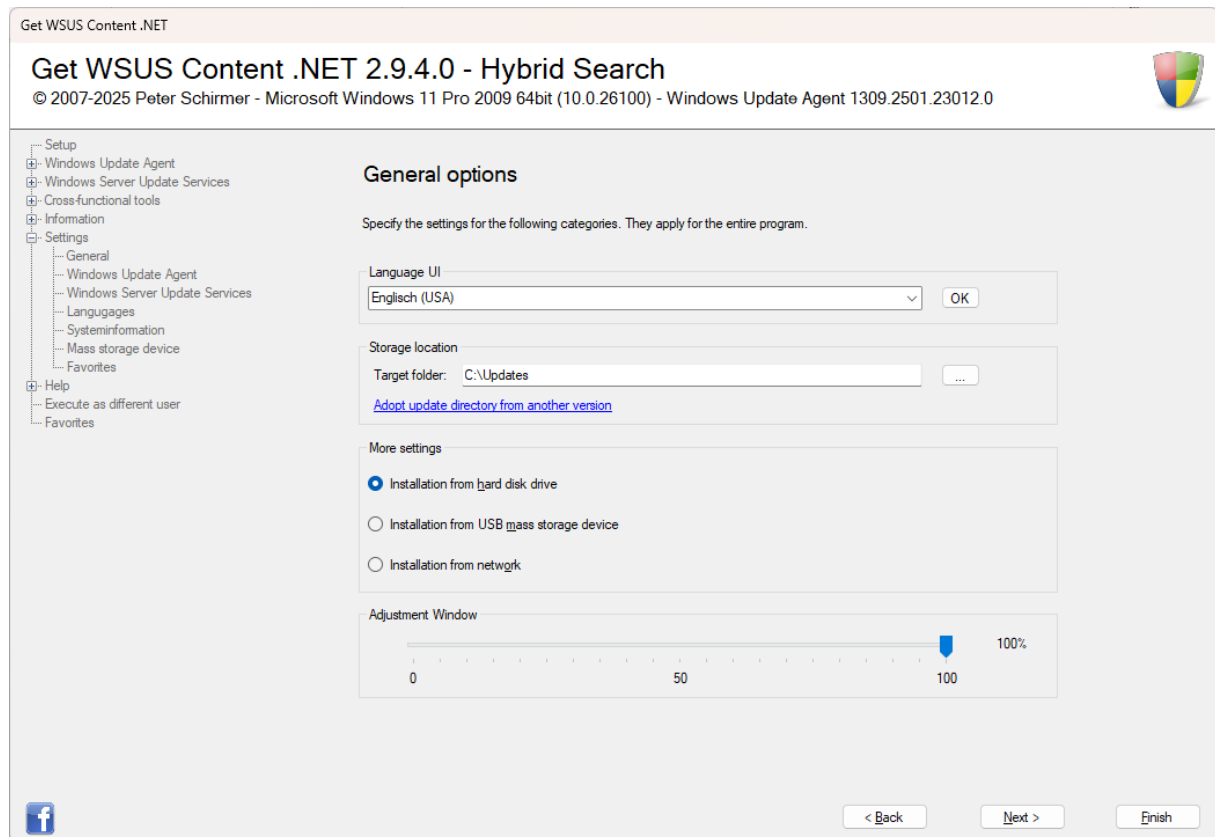 Get WSUS Content .NET
Get WSUS Content .NET 2.9.4.0 - Hybrid Search
© 2007-2025 Peter Schirmer - Microsoft Windows 11 Pro 2009 64bit (10.0.26100) - Windows Update Agent 1309.2501.23012.0
Setup
Windows Update Agent
Windows Server Update Services
Cross-functional tools
Information
Settings
General
Windows Update Agent
Windows Server Update Services
Langugages
Systeminformation
Mass storage device
Favorites
Help
Execute as different user
Favorites
General options
Specify the settings for the following categories. They apply for the entire program.
Language UI
Englisch (USA)
OK
Storage location
Target folder: C:\Updates
...
Adopt update directory from another version
More settings
Installation from hard disk drive
Installation from USB mass storage device
Installation from network
Adjustment Window
100%
0 50 100
f
< Back Next > Finish